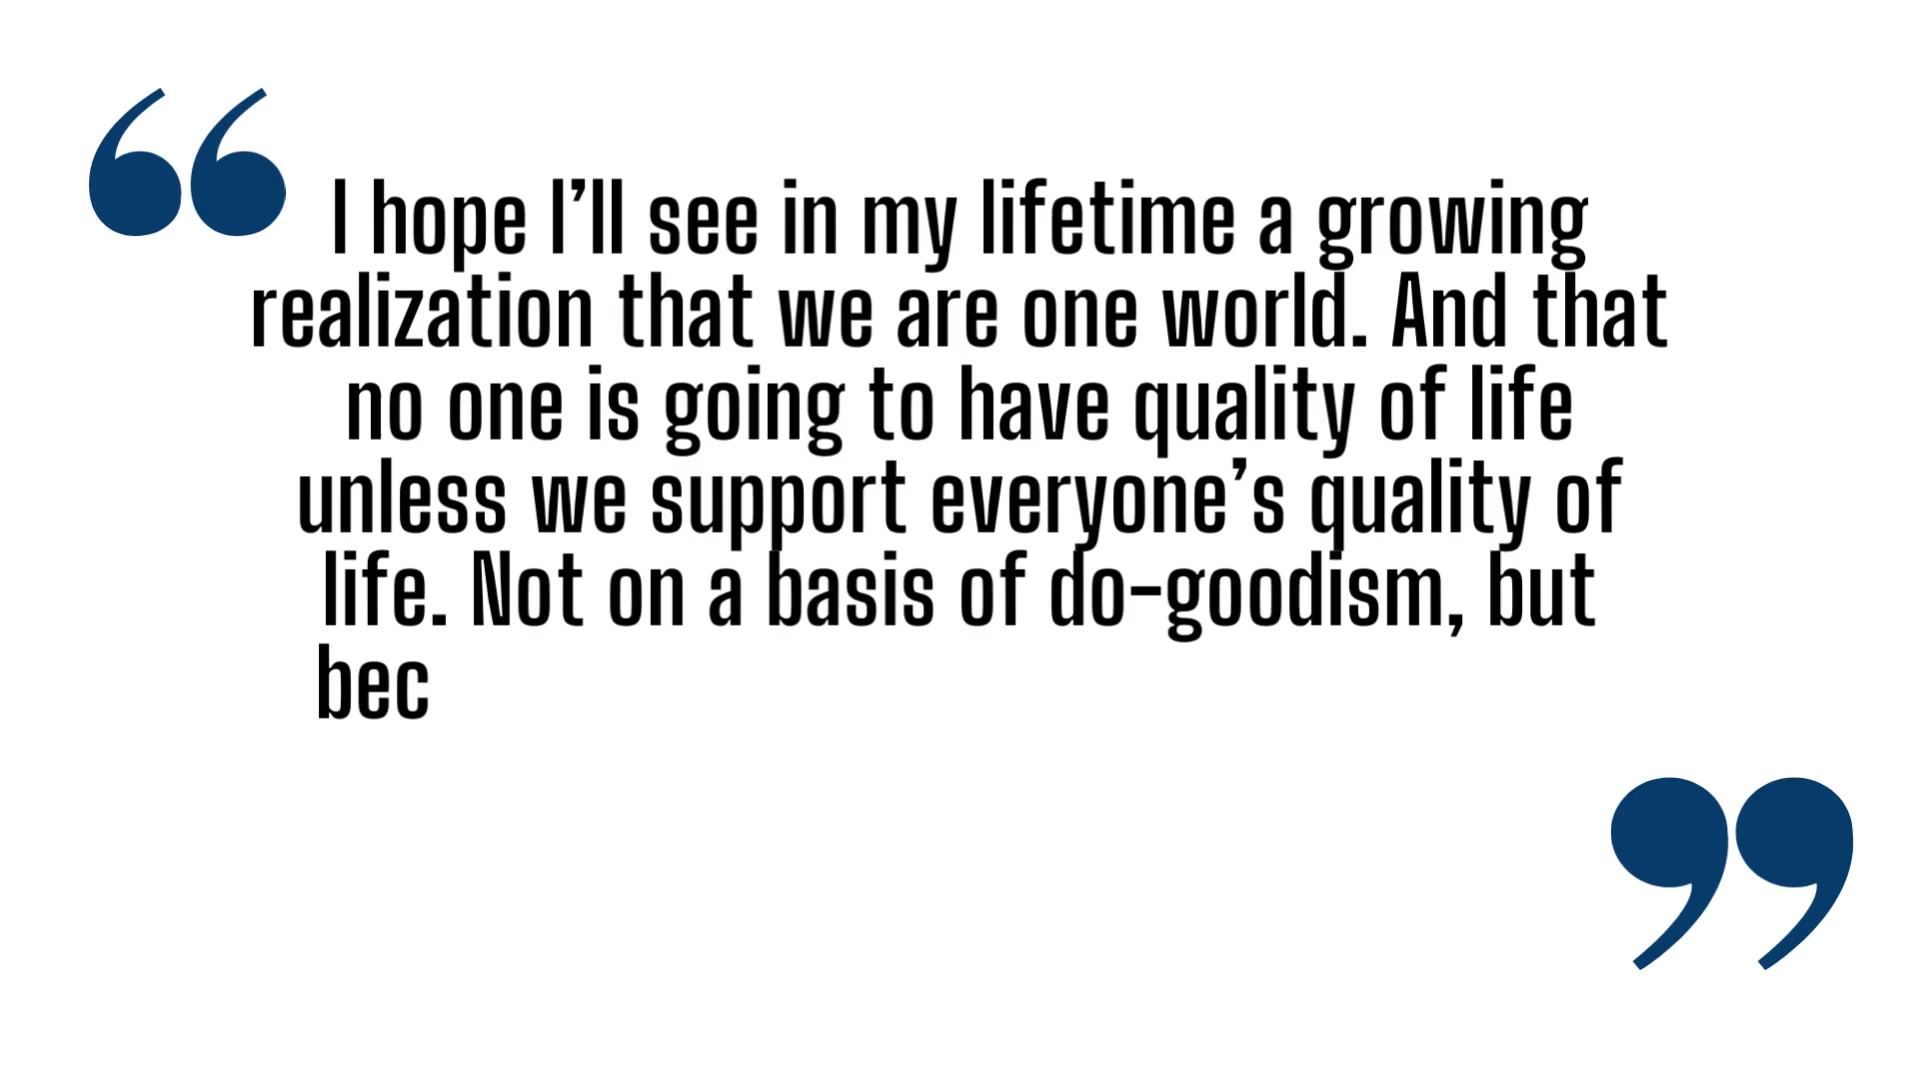 “ I hope I’ll see in my lifetime a growing
realization that we are one world. And that
no one is going to have quality of life
unless we support everyone’s quality of
life. Not on a basis of do-goodism, but
bec
”